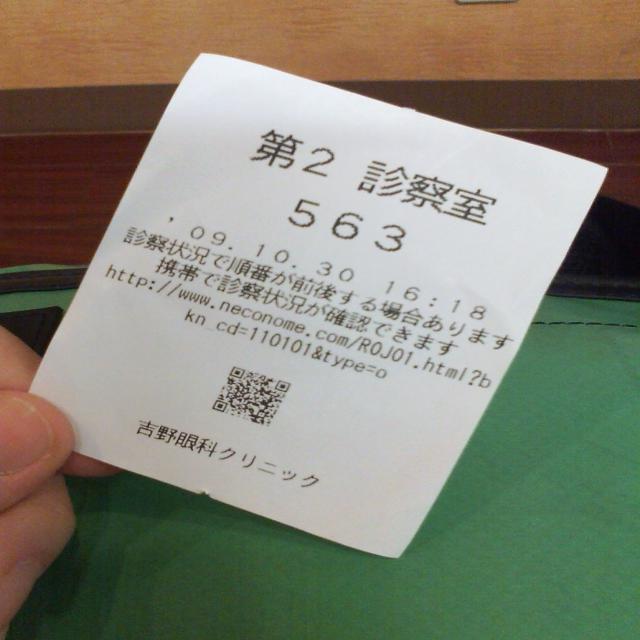 第2 診察室
563
'09.10.30 16:18
診察状況で順番が前後する場合あります
携帯で診察状況が確認できます
http://www.neconome.com/R0J01.html?b
kn_cd=110101&type=o
吉野眼科クリニック